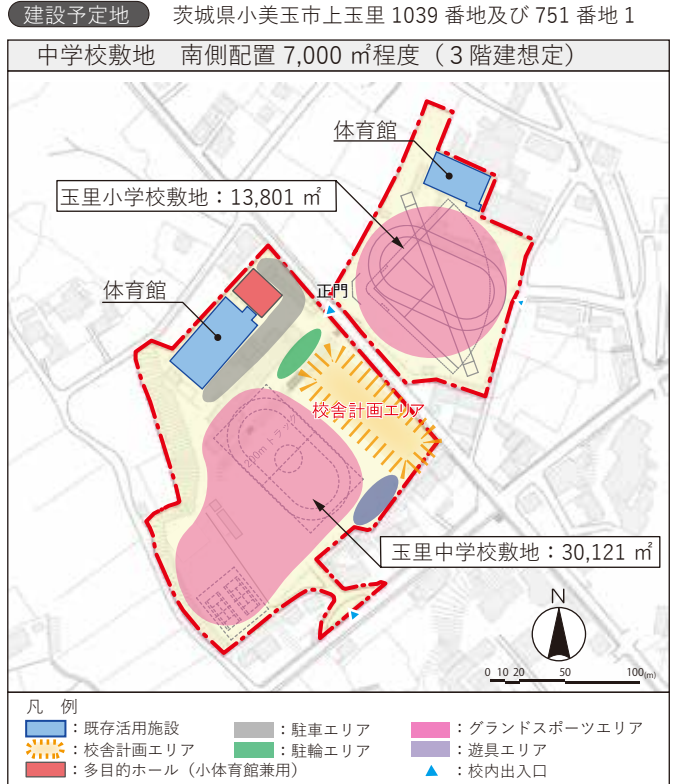 建設予定地 茨城県小美玉市上玉里 1039 番地及び 751 番地 1
中学校敷地 南側配置 7,000 ㎡程度（3 階建想定）
体育館
玉里小学校敷地：13,801 ㎡
体育館
正門
校舎計画エリア
200m トラック
玉里中学校敷地：30,121 ㎡
N
0 10 20 50 100(m)
凡 例
：既存活用施設 ：駐車エリア ：グランドスポーツエリア
：校舎計画エリア ：駐輪エリア ：遊具エリア
：多目的ホール（小体育館兼用） ：校内出入口